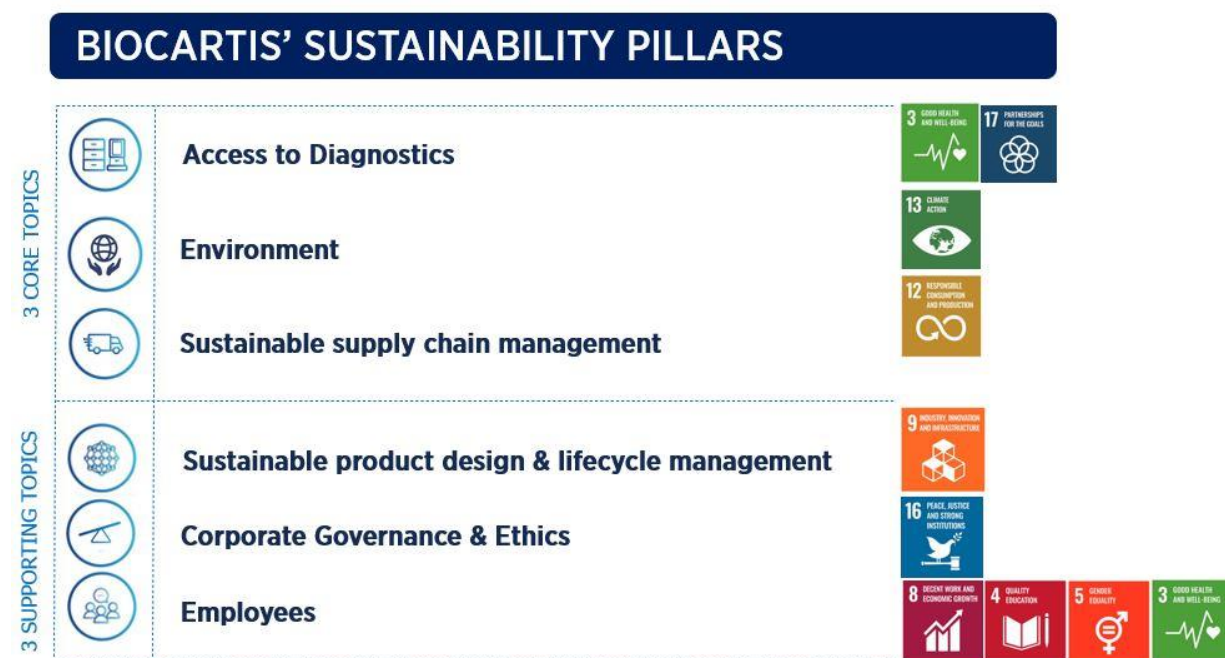 BIOCARTIS' SUSTAINABILITY PILLARS
3 CORE TOPICS
Access to Diagnostics
3 GOOD HEALTH
AND WELL-BEING
17 PARTNERSHIPS
FOR THE GOALS
Environment
13 CLIMATE
ACTION
Sustainable supply chain management
12 RESPONSIBLE
CONSUMPTION
AND PRODUCTION
3 SUPPORTING TOPICS
Sustainable product design & lifecycle management
9 INDUSTRY, INNOVATION
AND INFRASTRUCTURE
Corporate Governance & Ethics
16 PEACE, JUSTICE
AND STRONG
INSTITUTIONS
Employees
8 DECENT WORK AND
ECONOMIC GROWTH
4 QUALITY
EDUCATION
5 GENDER
EQUALITY
3 GOOD HEALTH
AND WELL-BEING